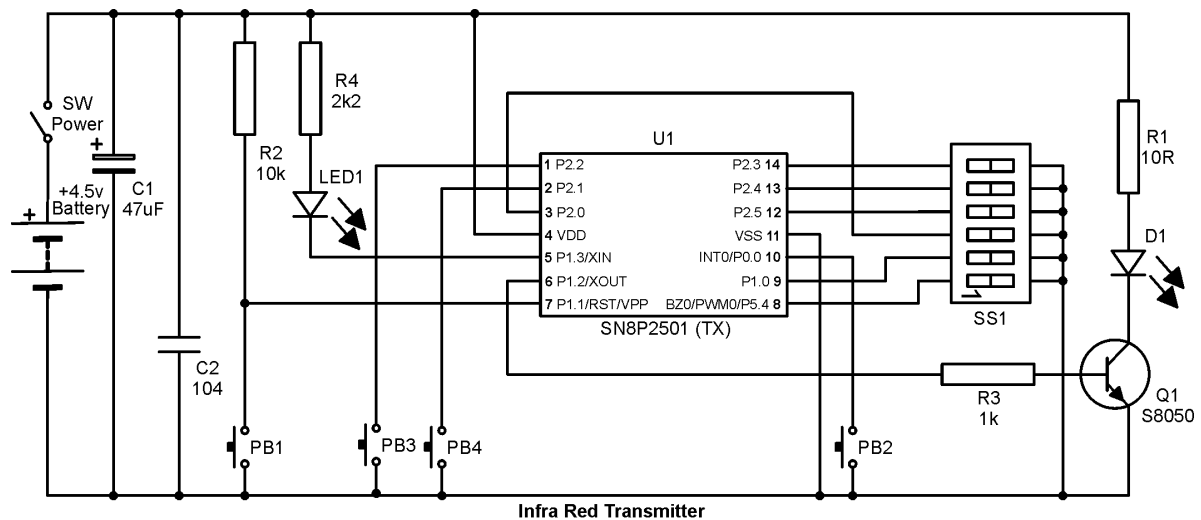 SW
Power
+
+4.5v
Battery
+
C1
47uF
C2
104
R2
10k
R4
2k2
LED1
U1
1 P2.2
2 P2.1
3 P2.0
4 VDD
5 P1.3/XIN
6 P1.2/XOUT
7 P1.1/RST/VPP
P2.3 14
P2.4 13
P2.5 12
VSS 11
INT0/P0.0 10
P1.0 9
BZ0/PWM0/P5.4 8
SN8P2501 (TX)
SS1
R1
10R
D1
R3
1k
Q1
S8050
PB1
PB3
PB4
PB2
Infra Red Transmitter